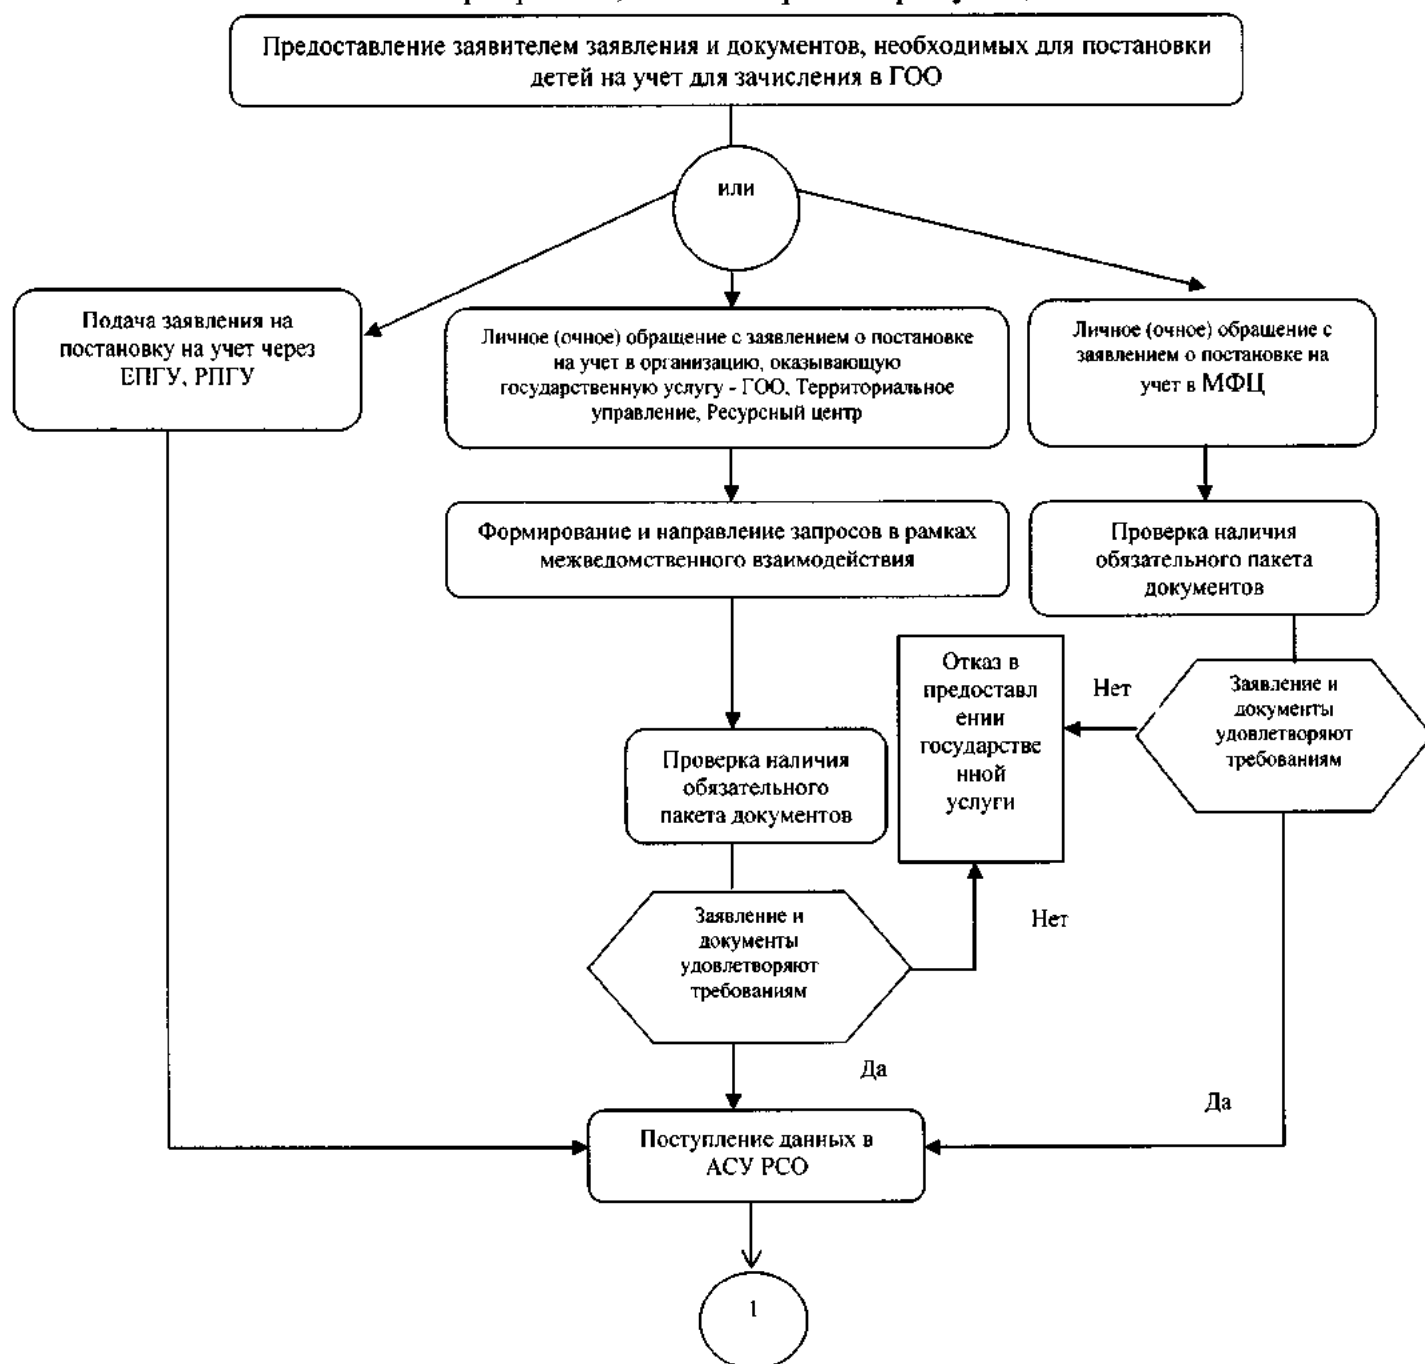 Предоставление заявителем заявления и документов, необходимых для постановки
детей на учет для зачисления в ГОО
или
Подача заявления на
постановку на учет через
ЕПГУ, РПГУ
Личное (очное) обращение с заявлением о постановке
на учет в организацию, оказывающую
государственную услугу - ГОО, Территориальное
управление, Ресурсный центр
Личное (очное) обращение с
заявлением о постановке на
учет в МФЦ
Формирование и направление запросов в рамках
межведомственного взаимодействия
Проверка наличия
обязательного пакета
документов
Отказ в
предоставл
ении
государстве
нной
услуги
Нет
Заявление и
документы
удовлетворяют
требованиям
Проверка наличия
обязательного
пакета документов
Заявление и
документы
удовлетворяют
требованиям
Нет
Да
Да
Поступление данных в
АСУ РСО
1